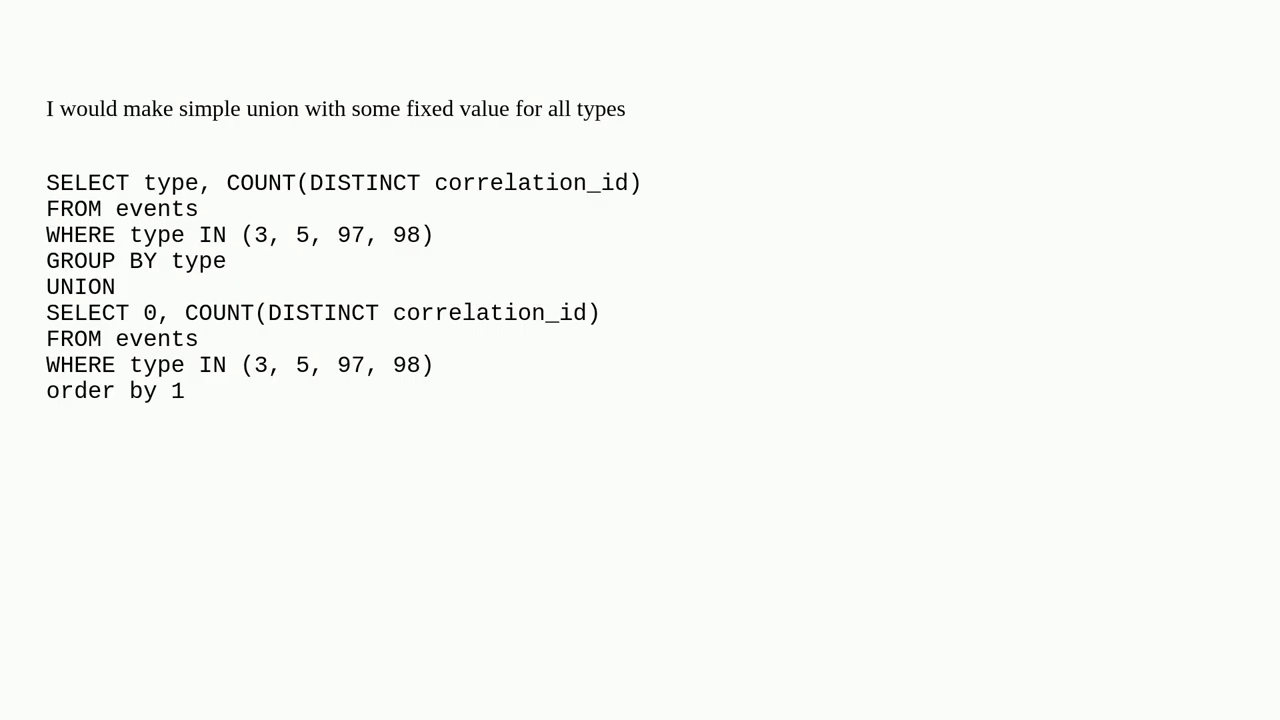 I would make simple union with some fixed value for all types
SELECT type, COUNT(DISTINCT correlation_id)
FROM events
WHERE type IN (3, 5, 97, 98)
GROUP BY type
UNION
SELECT 0, COUNT(DISTINCT correlation_id)
FROM events
WHERE type IN (3, 5, 97, 98)
order by 1